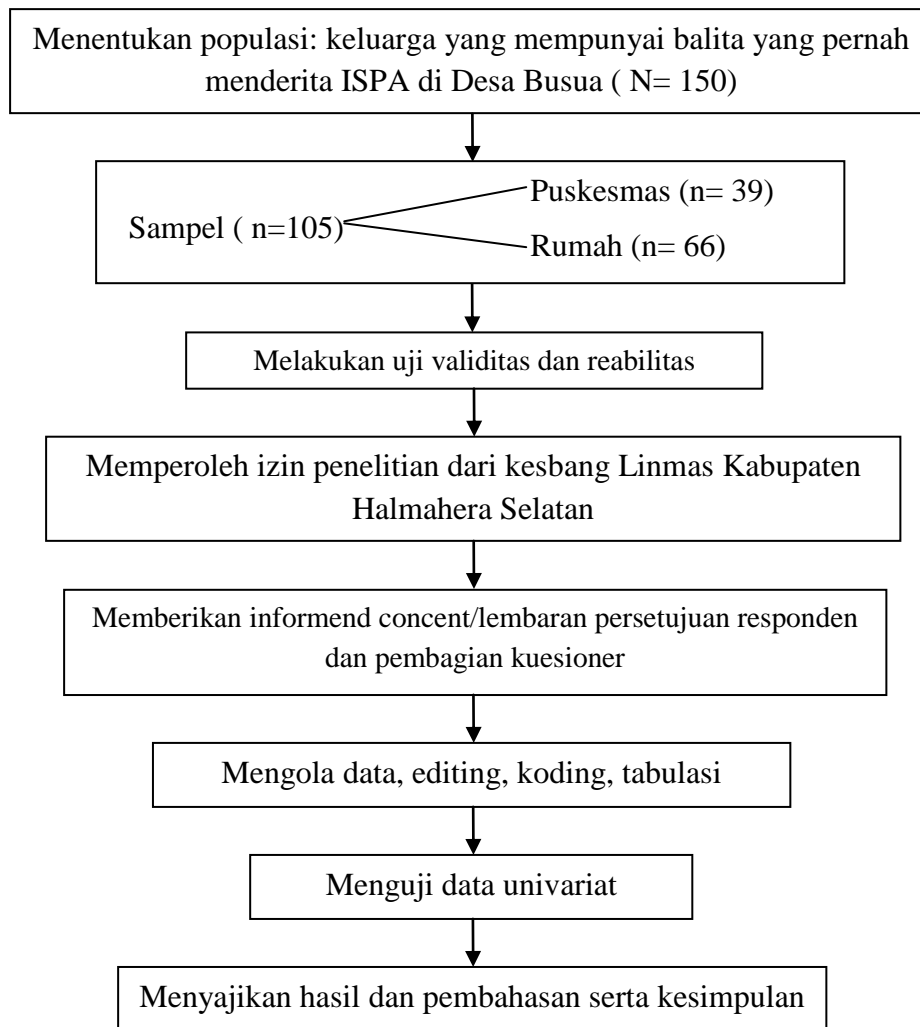 Menentukan populasi: keluarga yang mempunyai balita yang pernah
menderita ISPA di Desa Busua ( N= 150)
Puskesmas (n= 39)
Sampel ( n=105)
Rumah (n= 66)
Melakukan uji validitas dan reabilitas
Memperoleh izin penelitian dari kesbang Linmas Kabupaten
Halmahera Selatan
Memberikan informend concent/lembaran persetujuan responden
dan pembagian kuesioner
Mengola data, editing, koding, tabulasi
Menguji data univariat
Menyajikan hasil dan pembahasan serta kesimpulan